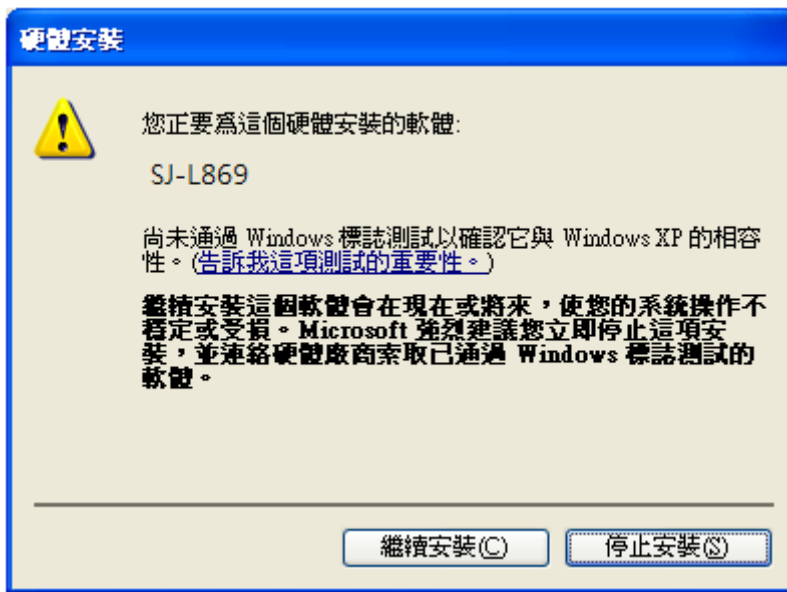 硬體安裝
您正要為這個硬體安裝的軟體:
SJ-L869
尚未通過 Windows 標誌測試以確認它與 Windows XP 的相容
性。(告訴我這項測試的重要性。)
繼續安裝這個軟體會在現在或將來,使您的系統操作不
穩定或受損。Microsoft 強烈建議您立即停止這項安
裝,並連絡硬體廠商索取已通過 Windows 標誌測試的
軟體。
繼續安裝(C)
停止安裝(S)